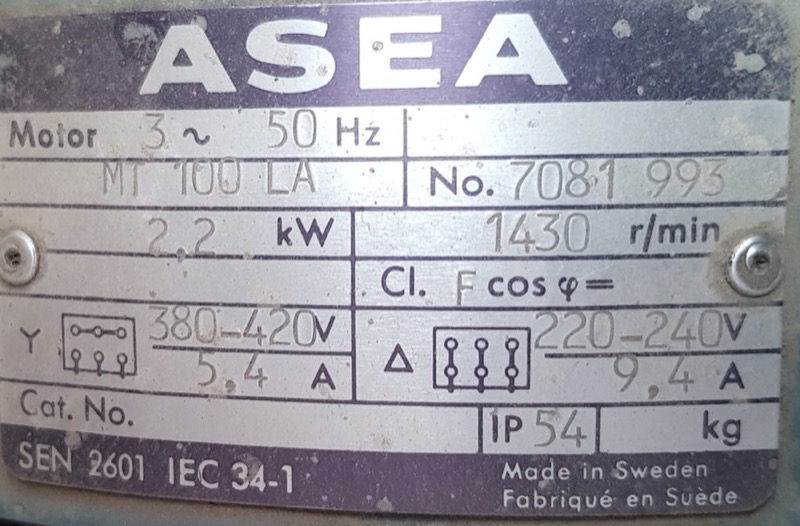 ASEA
Motor 3 ~ 50 Hz
MT 100 LA No. 7081 993
2,2 kW 1430 r/min
Cl. F cos φ=
Y 380-420V Δ 220-240V
5,4 A 9,4 A
Cat. No. IP 54 kg
SEN 2601 IEC 34-1
Made in Sweden
Fabriqué en Suède